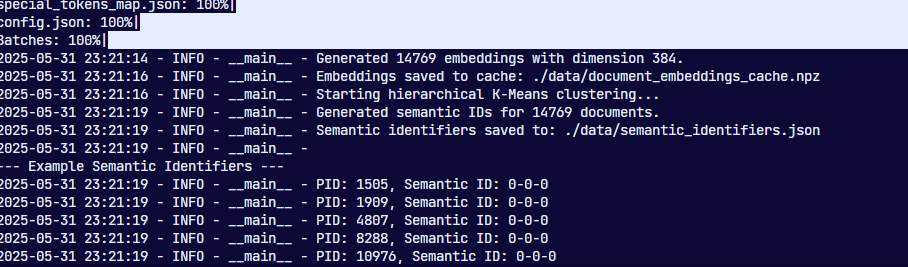 special_tokens_map.json: 100%|
config.json: 100%|
Batches: 100%|
2025-05-31 23:21:14 - INFO - __main__ - Generated 14769 embeddings with dimension 384.
2025-05-31 23:21:16 - INFO - __main__ - Embeddings saved to cache: ./data/document_embeddings_cache.npz
2025-05-31 23:21:16 - INFO - __main__ - Starting hierarchical K-Means clustering...
2025-05-31 23:21:19 - INFO - __main__ - Generated semantic IDs for 14769 documents.
2025-05-31 23:21:19 - INFO - __main__ - Semantic identifiers saved to: ./data/semantic_identifiers.json
2025-05-31 23:21:19 - INFO - __main__ -
--- Example Semantic Identifiers ---
2025-05-31 23:21:19 - INFO - __main__ - PID: 1505, Semantic ID: 0-0-0
2025-05-31 23:21:19 - INFO - __main__ - PID: 1909, Semantic ID: 0-0-0
2025-05-31 23:21:19 - INFO - __main__ - PID: 4807, Semantic ID: 0-0-0
2025-05-31 23:21:19 - INFO - __main__ - PID: 8288, Semantic ID: 0-0-0
2025-05-31 23:21:19 - INFO - __main__ - PID: 10976, Semantic ID: 0-0-0